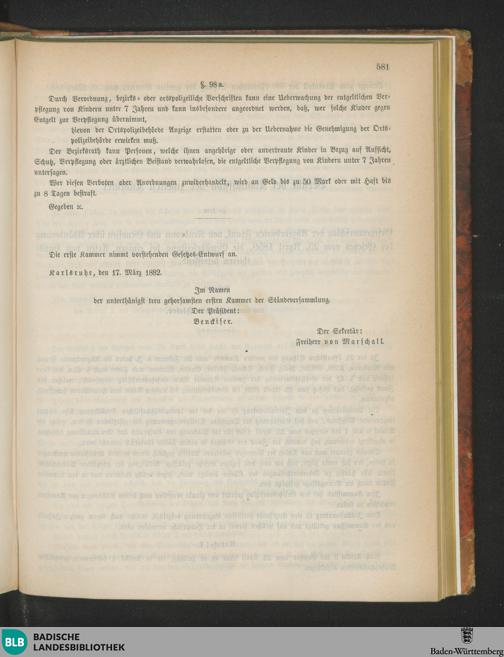 581
§. 98a.
Durch Verordnung, bezirks- oder ortspolizeiliche Vorschriften kann eine Ueberwachung der entgeltlichen Ver-
pflegung von Kindern unter 7 Jahren und kann insbesondere angeordnet werden, daß, wer solche Kinder gegen
Entgelt zur Verpflegung übernimmt,
hievon der Ortspolizeibehörde Anzeige erstatten oder zu der Uebernahme die Genehmigung der Orts-
polizeibehörde erwirken muß.
Der Bezirksrath kann Personen, welche ihnen angehörige oder anvertraute Kinder in Bezug auf Aufsicht,
Schutz, Verpflegung oder ärztlichen Beistand verwahrlosen, die entgeltliche Verpflegung von Kindern unter 7 Jahren
untersagen.
Wer diesen Verboten oder Anordnungen zuwiderhandelt, wird an Geld bis zu 50 Mark oder mit Haft bis
zu 8 Tagen bestraft.
Gegeben ꝛc.
Die erste Kammer nimmt vorstehenden Gesetzes-Entwurf an.
Karlsruhe, den 17. März 1882.
Im Namen
der unterthänigst treu gehorsamsten ersten Kammer der Ständeversammlung.
Der Präsident:
Benckiser.
Der Sekretär:
Freiherr von Marschall.
BLB BADISCHE
LANDESBIBLIOTHEK
Baden-Württemberg